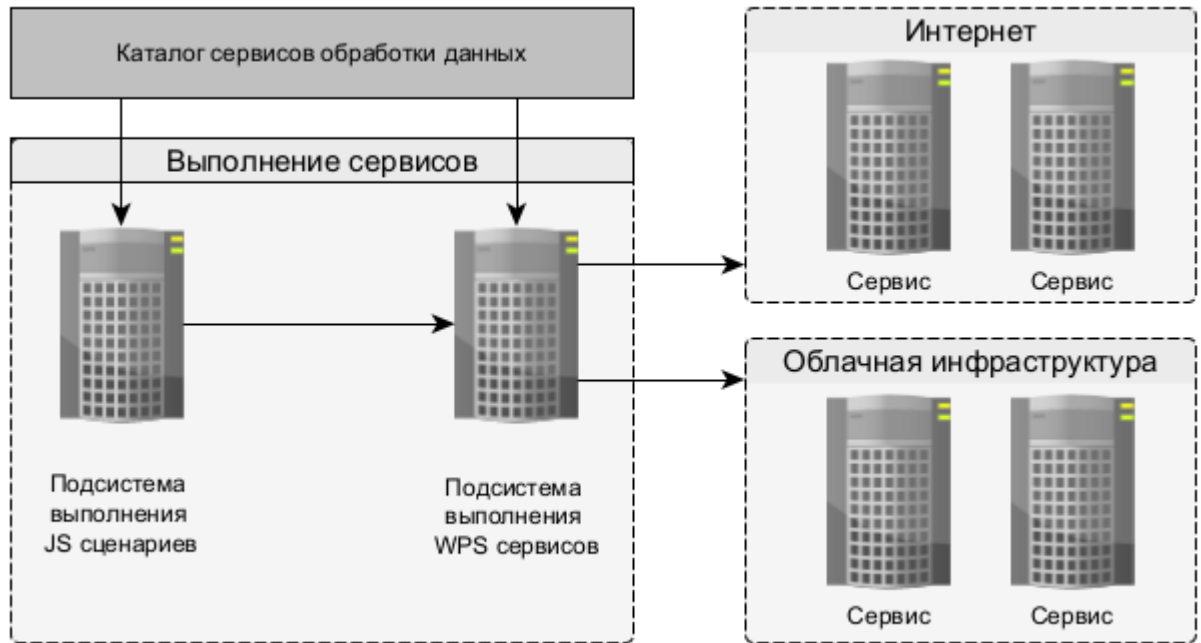 Каталог сервисов обработки данных
Выполнение сервисов
Подсистема
выполнения
JS сценариев
Подсистема
выполнения
WPS сервисов
Интернет
Сервис
Сервис
Облачная инфраструктура
Сервис
Сервис